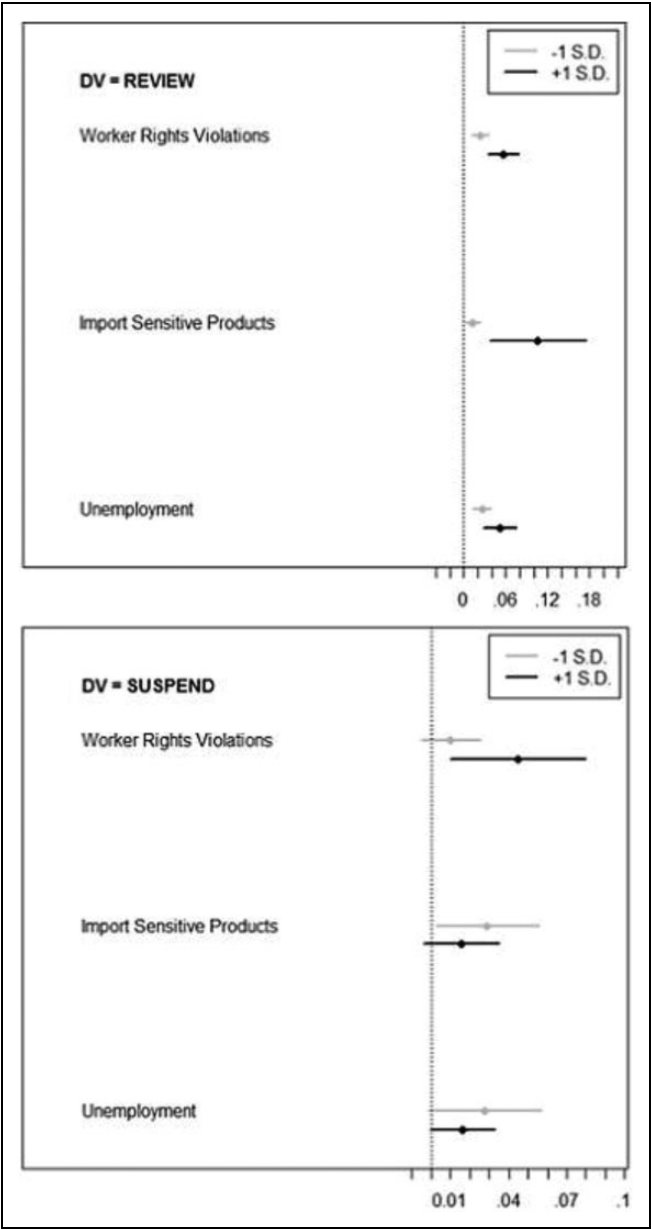 -1 S.D.
+1 S.D.
DV = REVIEW
Worker Rights Violations
Import Sensitive Products
Unemployment
0 .06 .12 .18
-1 S.D.
+1 S.D.
DV = SUSPEND
Worker Rights Violations
Import Sensitive Products
Unemployment
0.01 .04 .07 .1